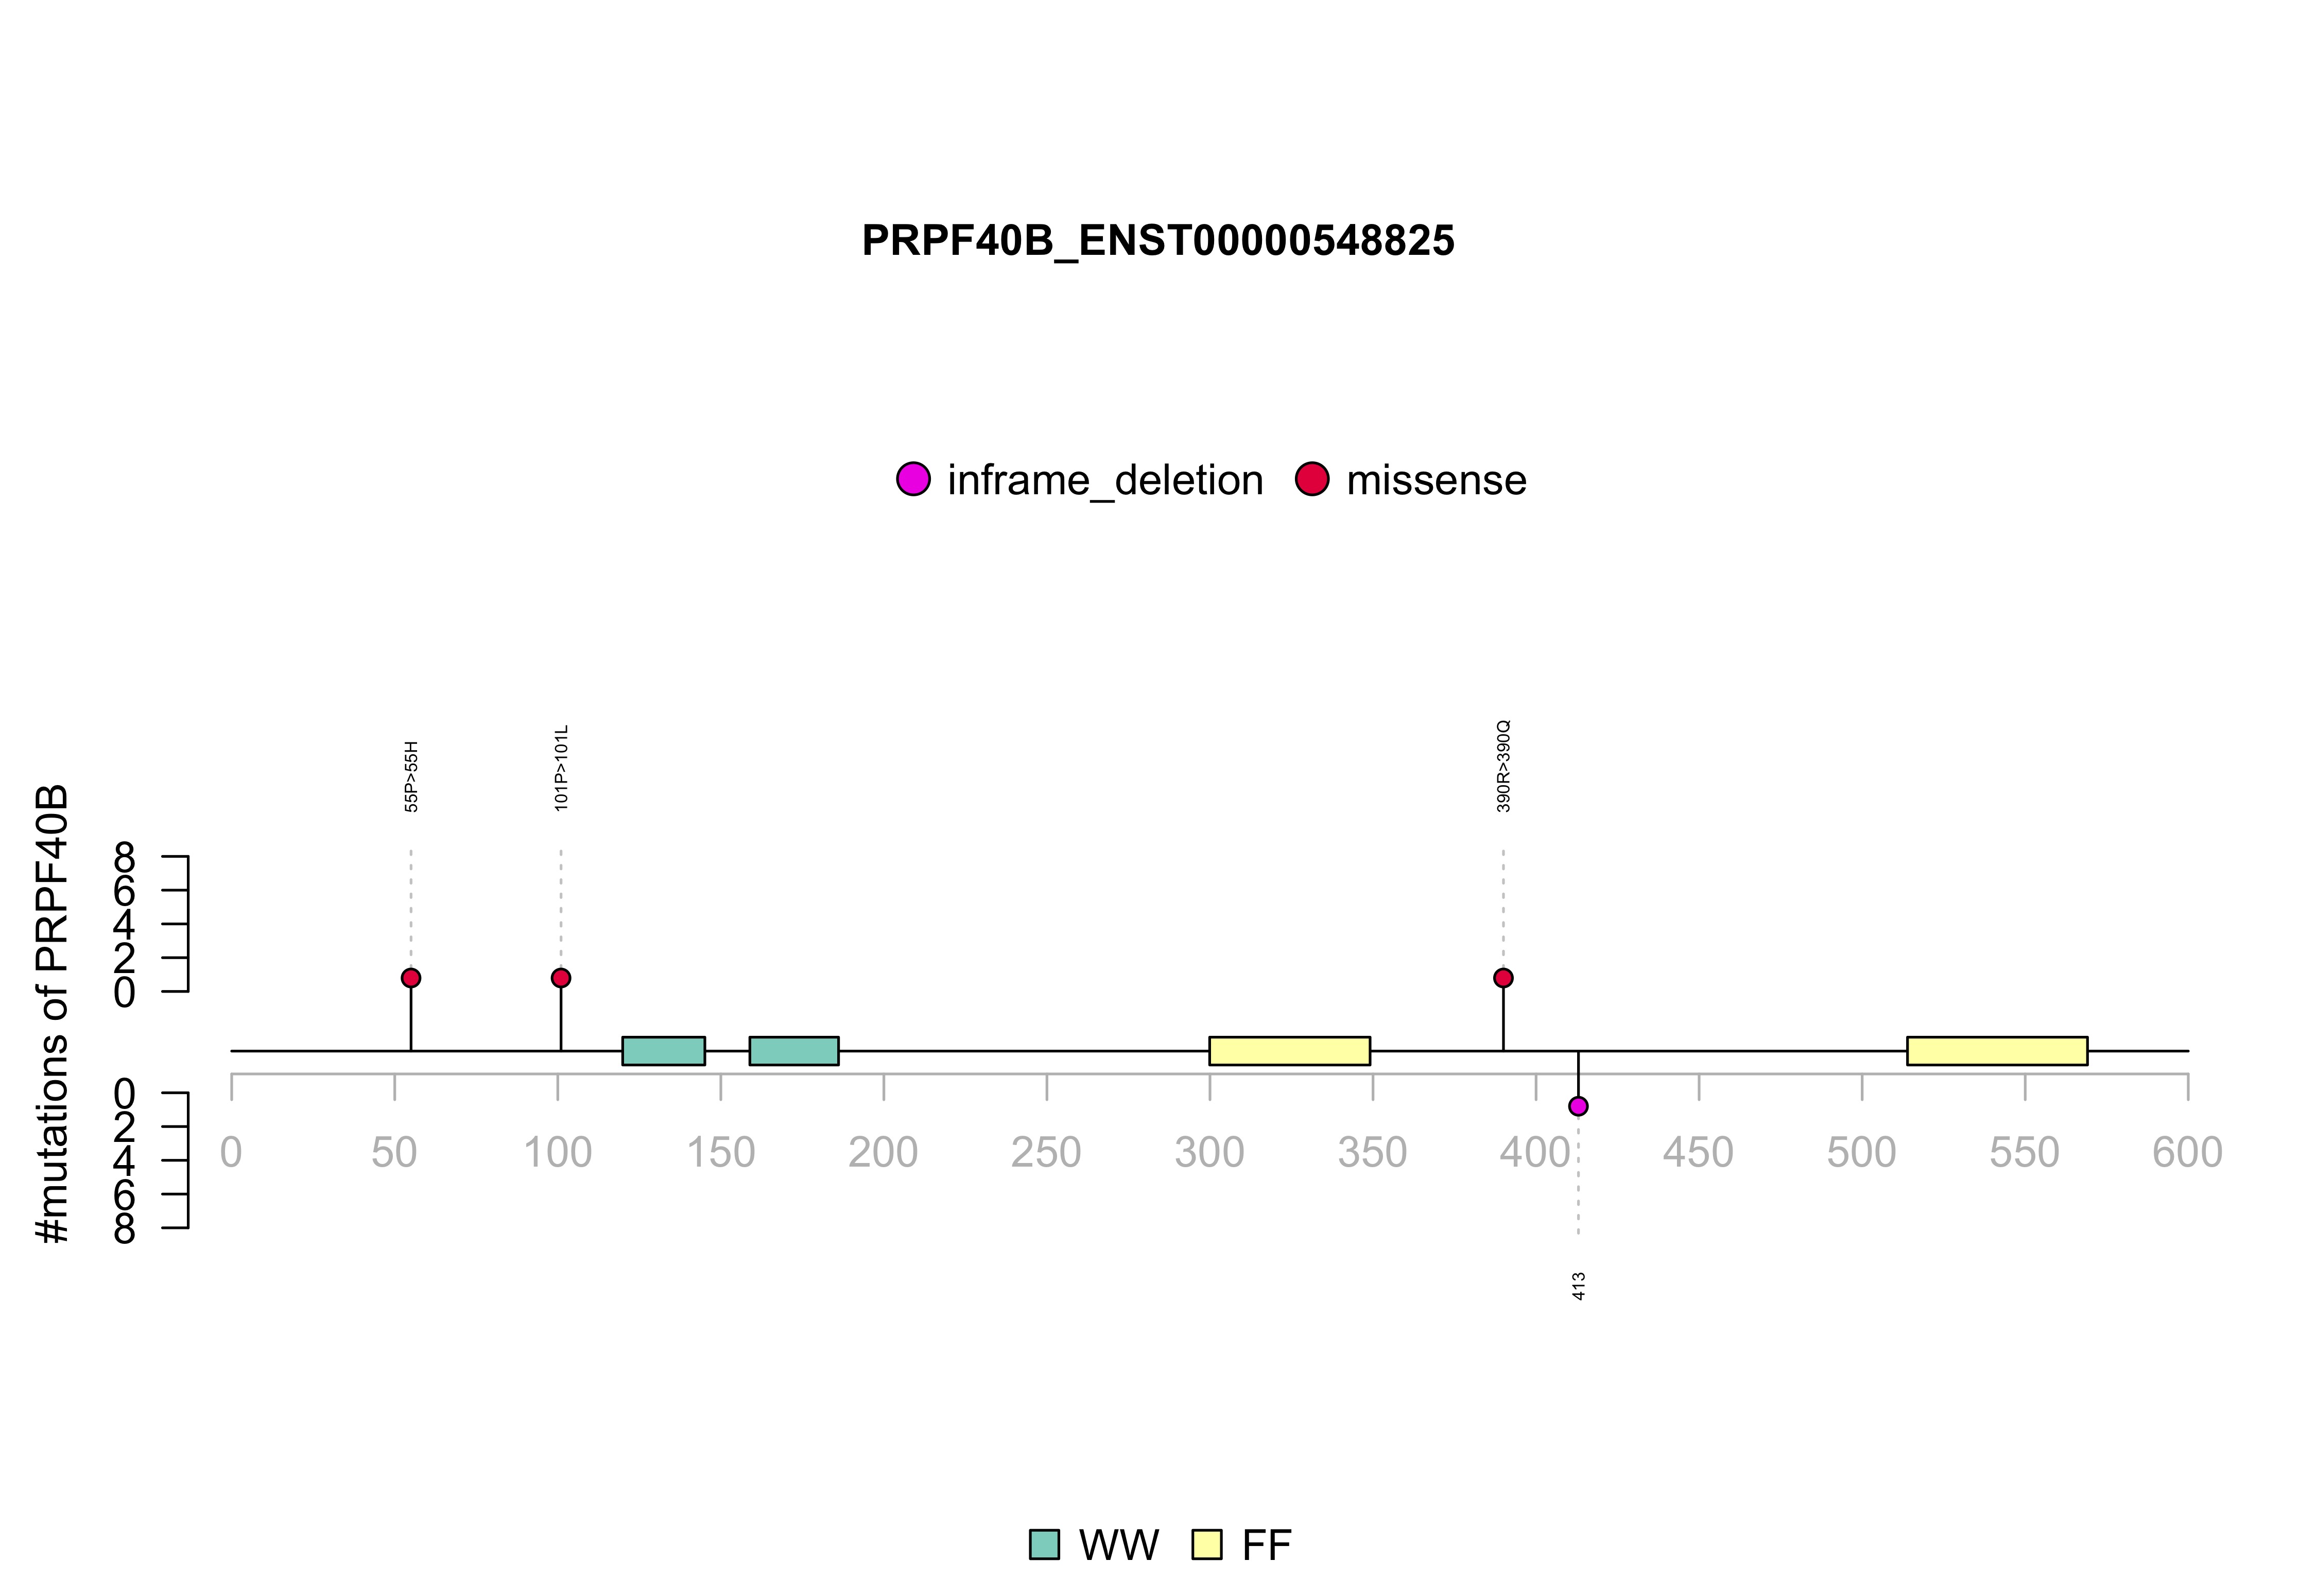 PRPF40B_ENST00000548825
inframe_deletion missense
55P>55H
101P>101L
390R>390Q
#mutations of PRPF40B
8
6
4
2
0
0
2
4
6
8
0 50 100 150 200 250 300 350 400 450 500 550 600
413
WW FF